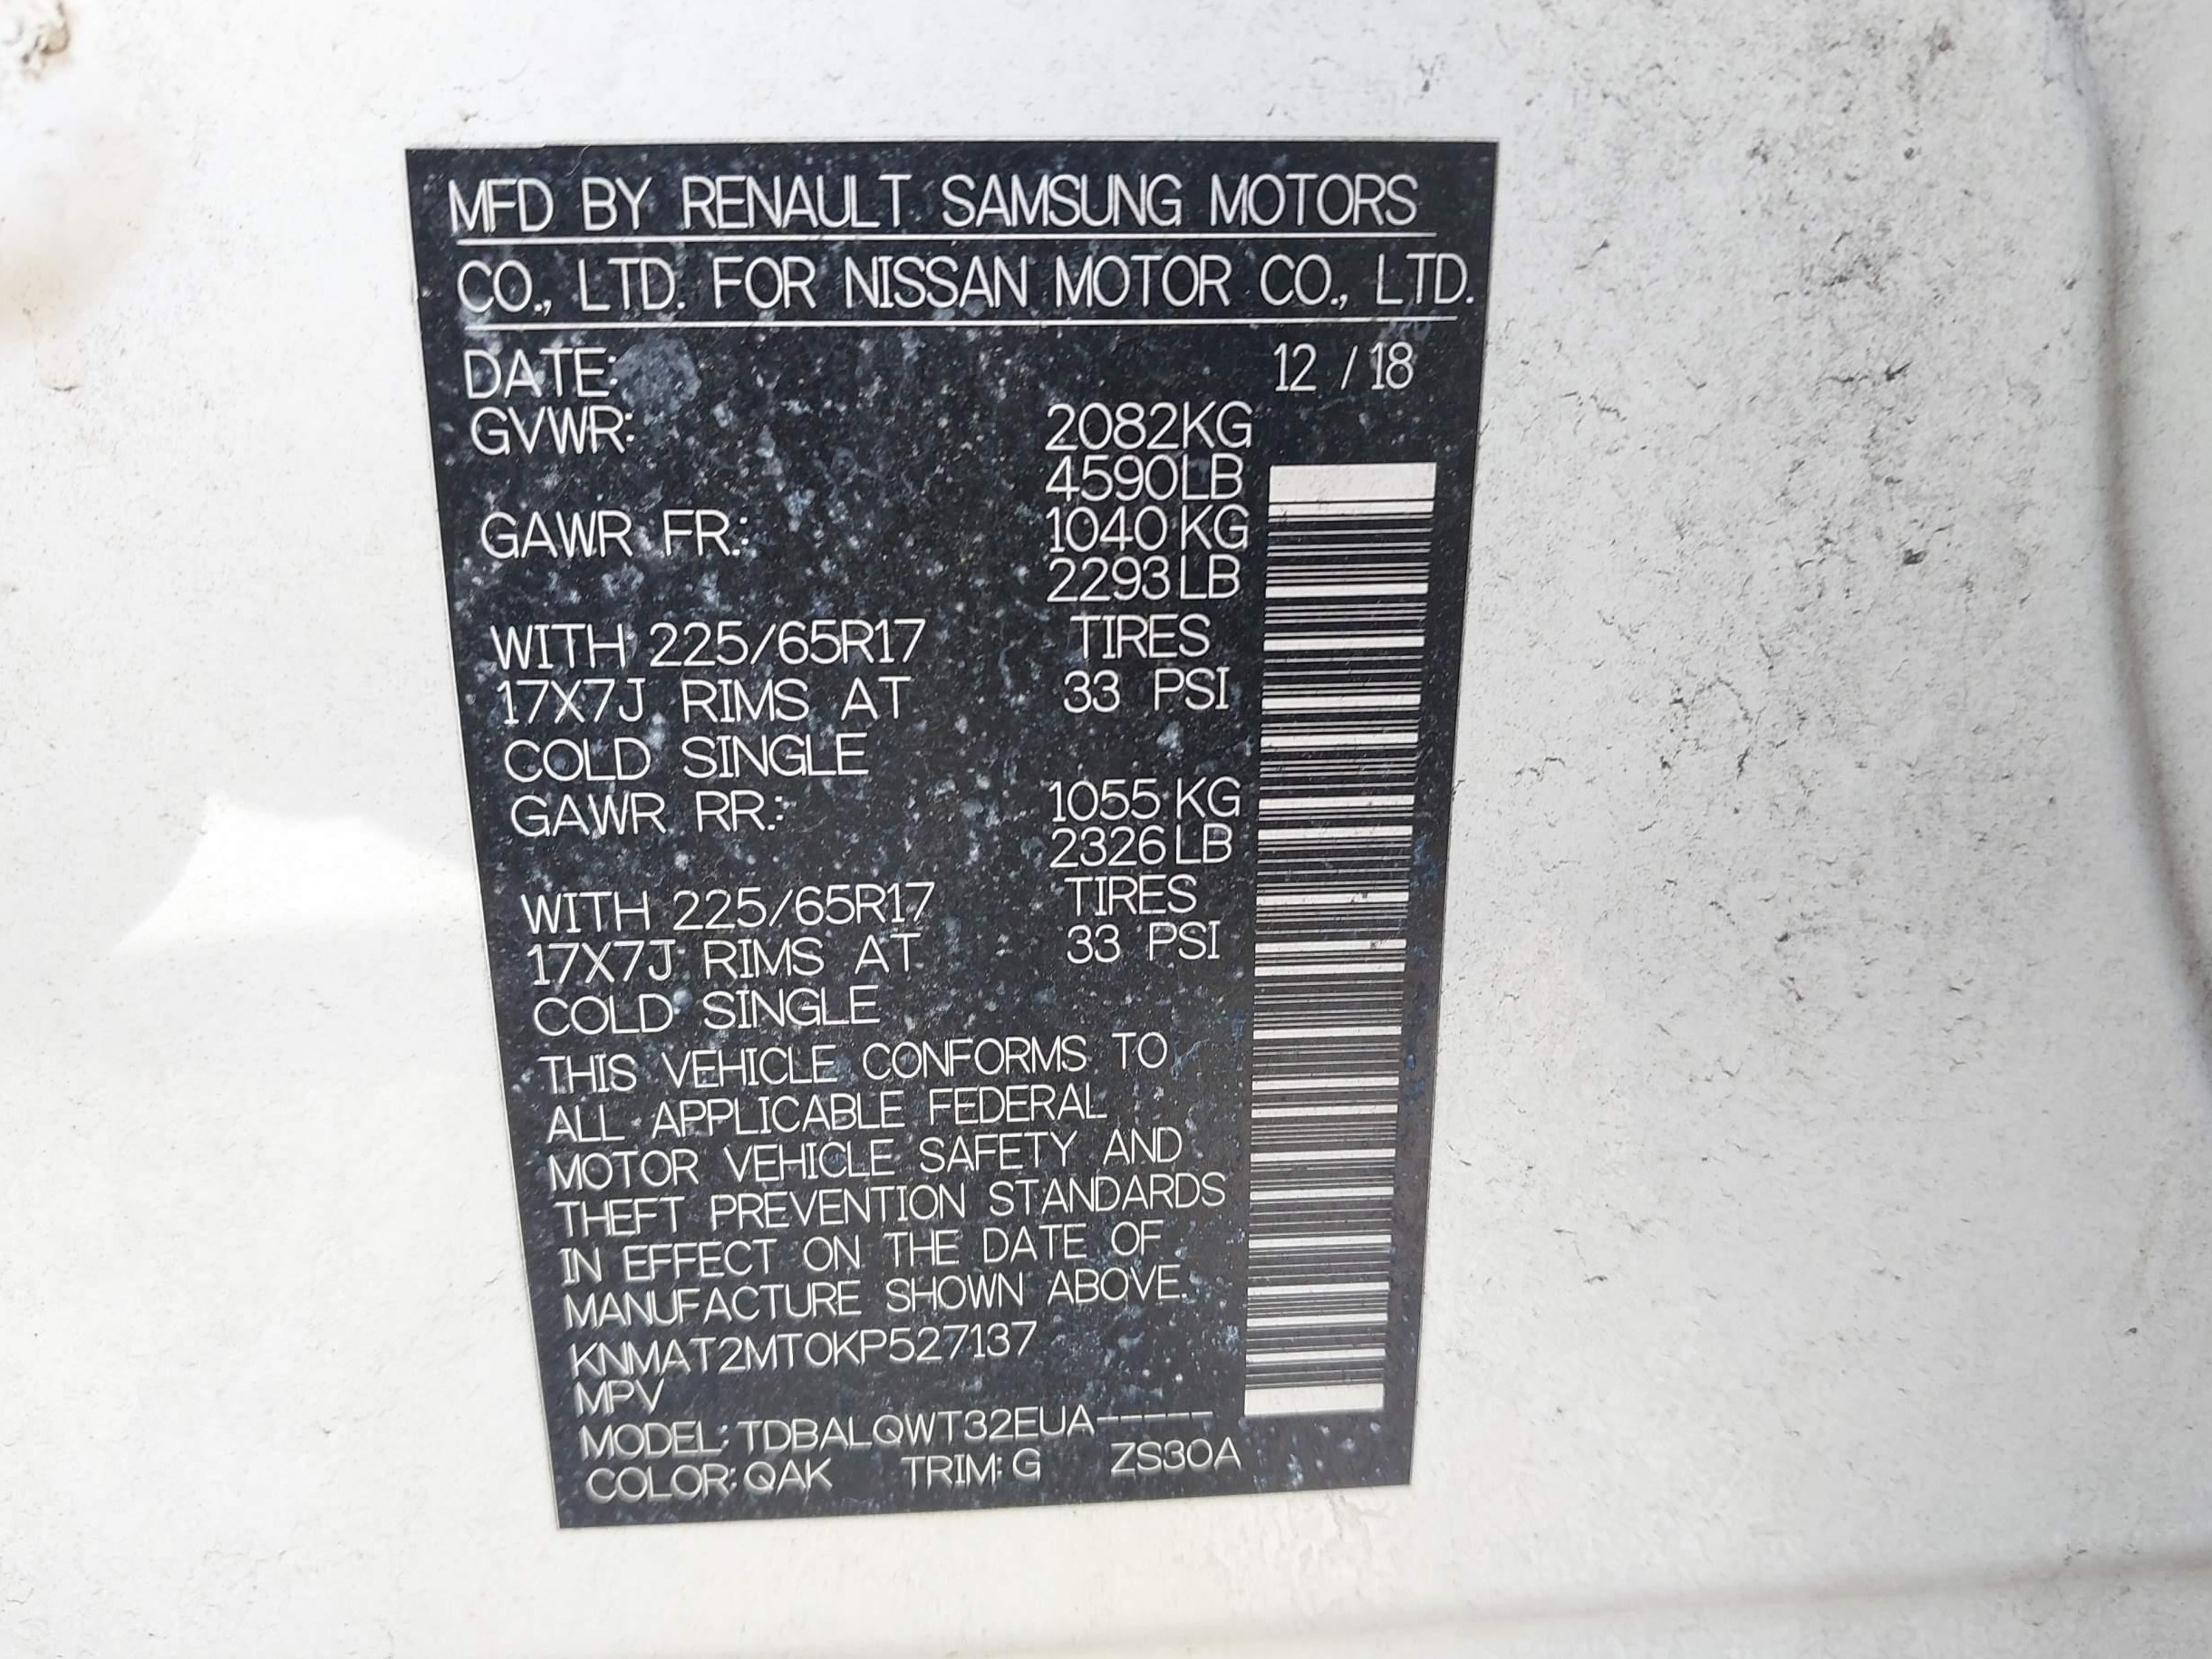 MFD BY RENAULT SAMSUNG MOTORS
CO., LTD. FOR NISSAN MOTOR CO., LTD.
DATE: 12 / 18
GVWR: 2082KG
4590LB
GAWR FR.: 1040 KG
2293 LB
WITH 225/65R17 TIRES
17X7J RIMS AT 33 PSI
COLD SINGLE
GAWR RR.: 1055 KG
2326 LB
WITH 225/65R17 TIRES
17X7J RIMS AT 33 PSI
COLD SINGLE
THIS VEHICLE CONFORMS TO
ALL APPLICABLE FEDERAL
MOTOR VEHICLE SAFETY AND
THEFT PREVENTION STANDARDS
IN EFFECT ON THE DATE OF
MANUFACTURE SHOWN ABOVE.
KNMAT2MT0KP527137
MPV
MODEL: TDBALQWT32EUA-----
COLOR: QAK TRIM: G ZS30A